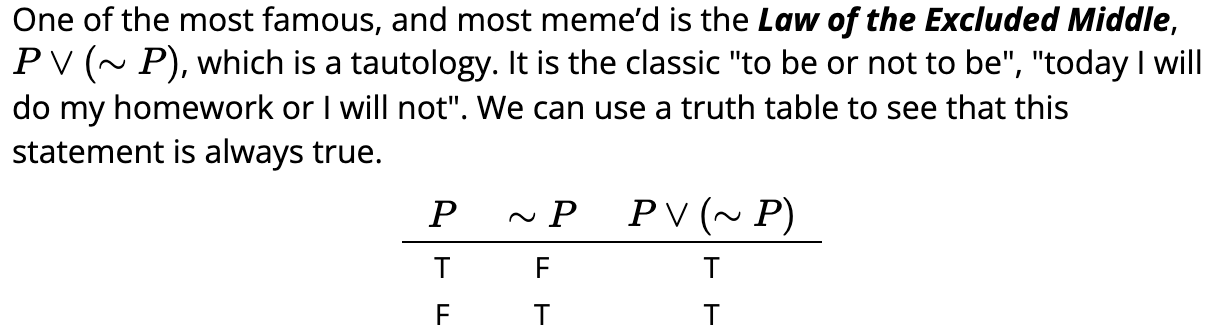 One of the most famous, and most meme’d is the Law of the Excluded Middle,
P ∨ (∼ P), which is a tautology. It is the classic "to be or not to be", "today I will
do my homework or I will not". We can use a truth table to see that this
statement is always true.
P ∼ P P ∨ (∼ P)
T F T
F T T